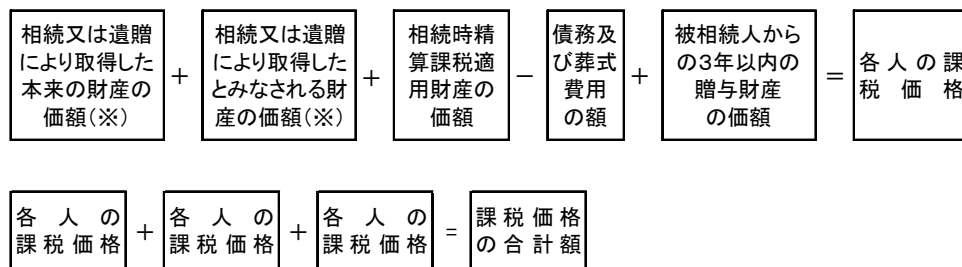 相続又は遺贈
により取得した
本来の財産の
価額(※)
+
相続又は遺贈
により取得した
とみなされる財
産の価額(※)
+
相続時精
算課税適
用財産の
価額
−
債務及
び葬式
費用
の額
+
被相続人から
の3年以内の
贈与財産
の価額
=
各人の課
税価格
各人の
課税価格
+
各人の
課税価格
+
各人の
課税価格
=
課税価格
の合計額